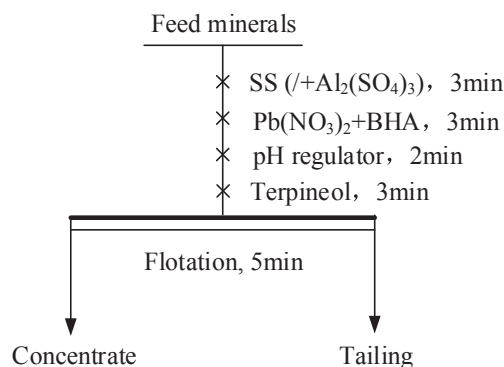 Feed minerals
SS (/+Al₂(SO₄)₃)，3min
Pb(NO₃)₂+BHA，3min
pH regulator，2min
Terpineol，3min
Flotation, 5min
Concentrate
Tailing